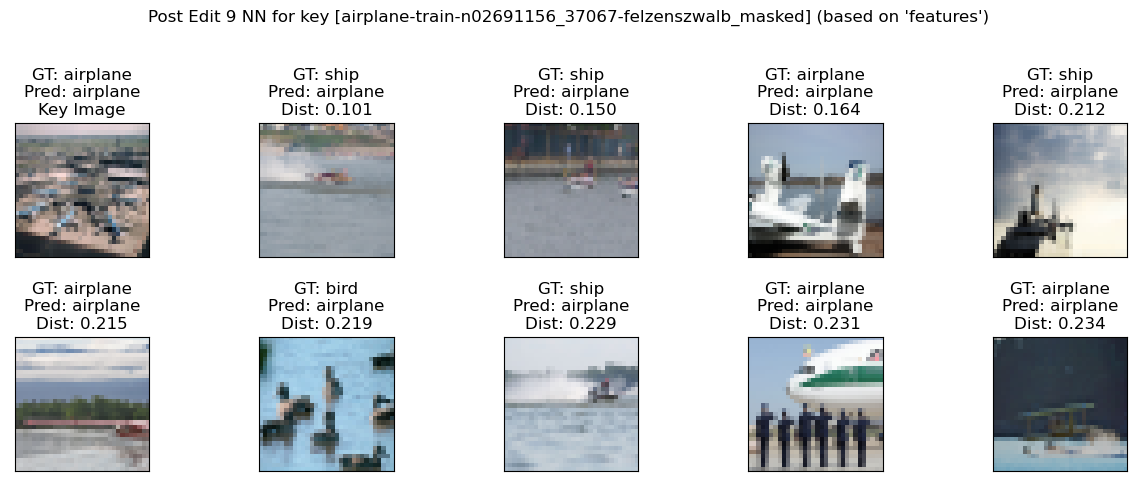 Post Edit 9 NN for key [airplane-train-n02691156_37067-felzenszwalb_masked] (based on 'features')
GT: airplane
Pred: airplane
Key Image
GT: ship
Pred: airplane
Dist: 0.101
GT: ship
Pred: airplane
Dist: 0.150
GT: airplane
Pred: airplane
Dist: 0.164
GT: ship
Pred: airplane
Dist: 0.212
GT: airplane
Pred: airplane
Dist: 0.215
GT: bird
Pred: airplane
Dist: 0.219
GT: ship
Pred: airplane
Dist: 0.229
GT: airplane
Pred: airplane
Dist: 0.231
GT: airplane
Pred: airplane
Dist: 0.234